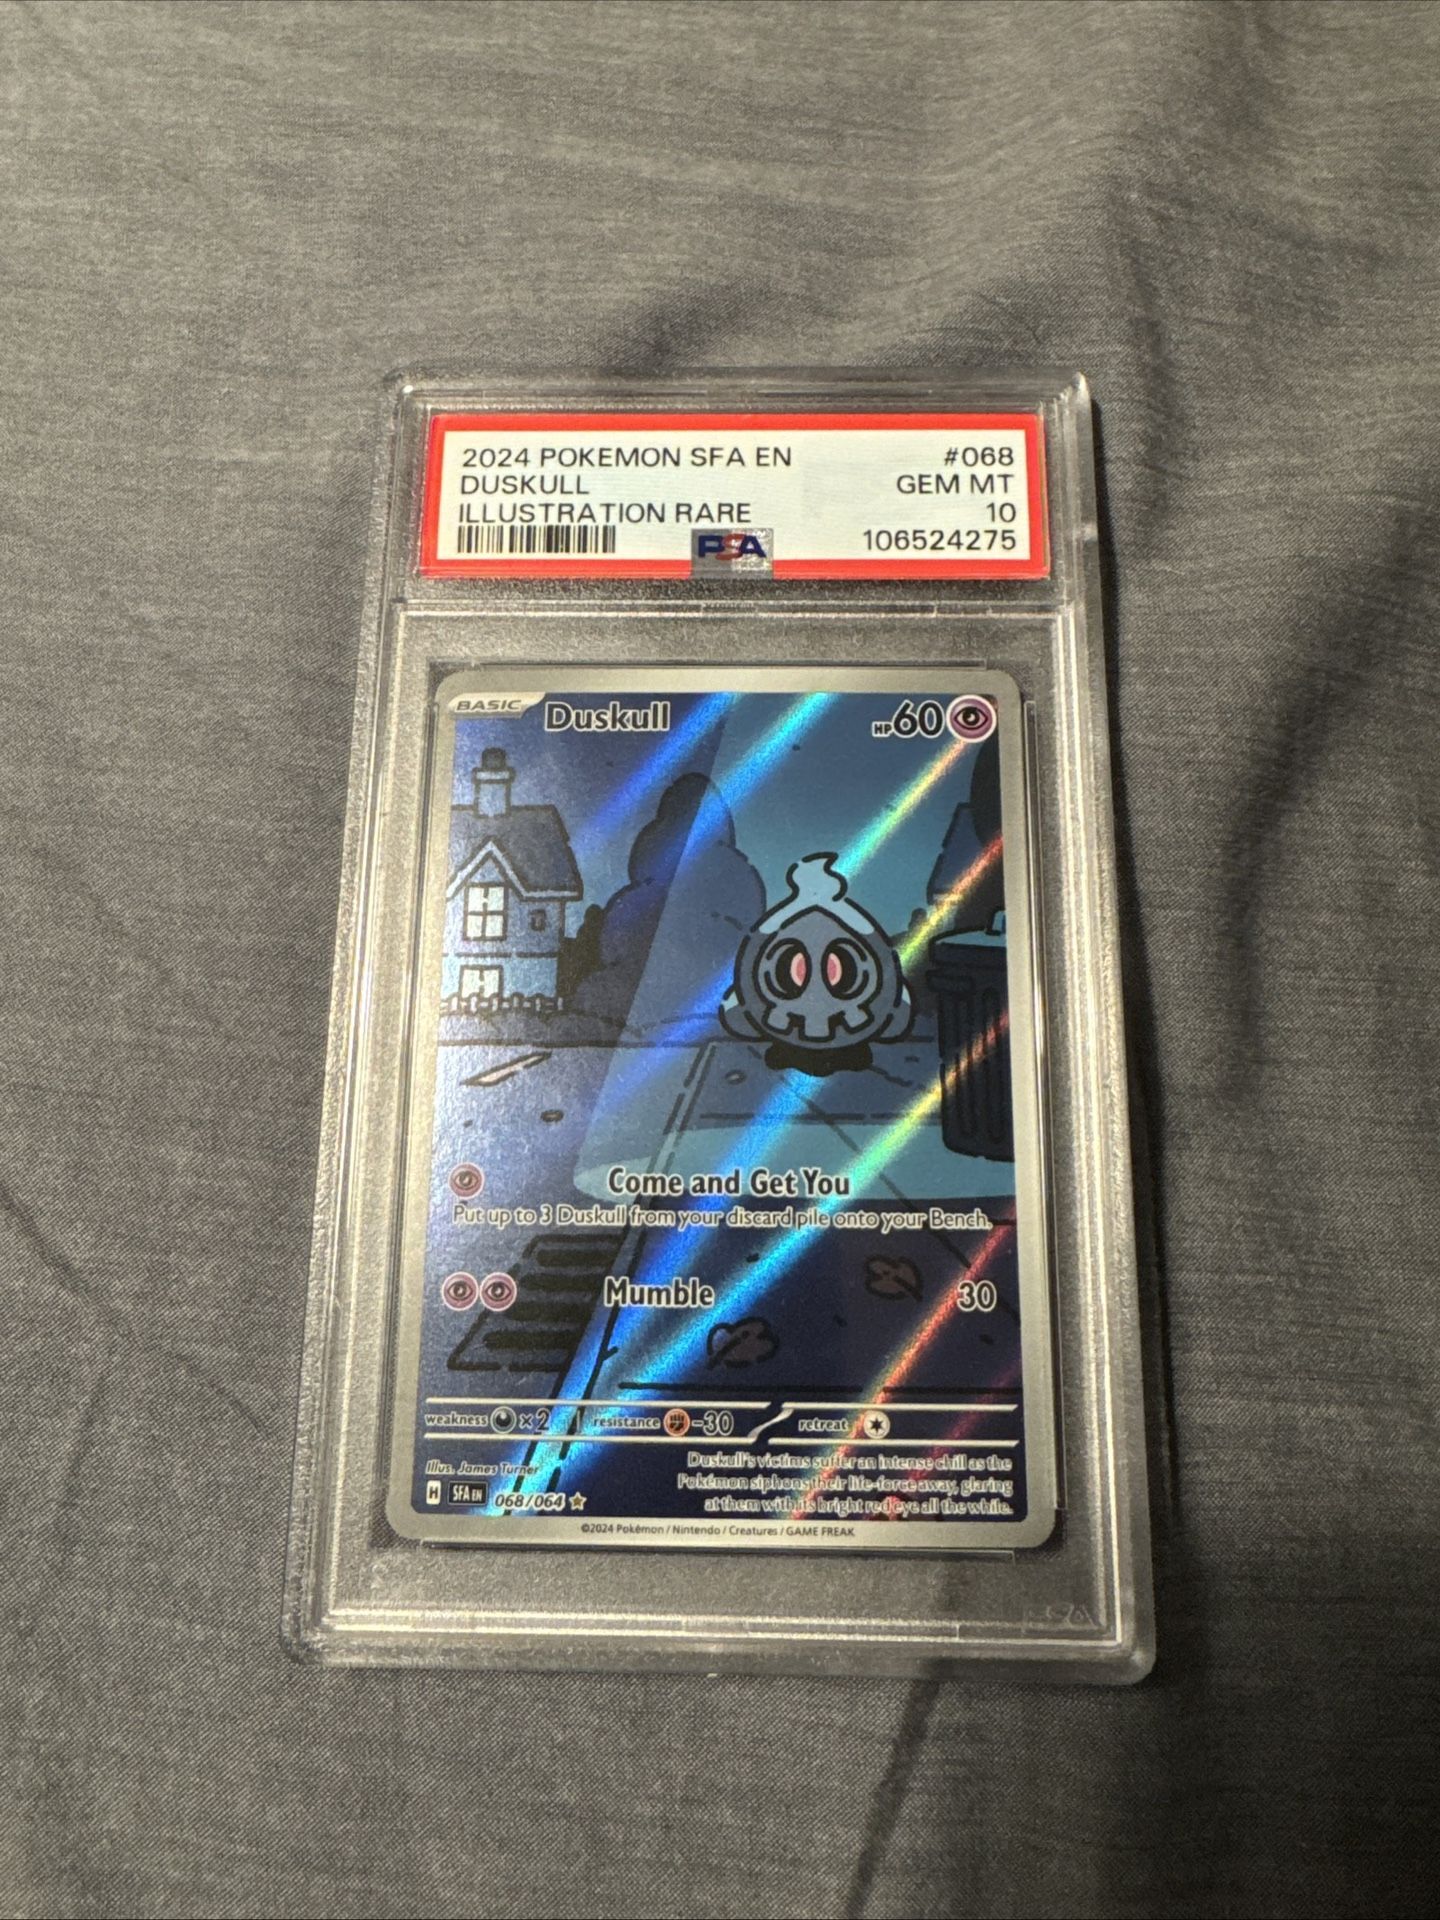 2024 POKEMON SFA EN #068
DUSKULL GEM MT
ILLUSTRATION RARE 10
PSA 106524275
BASIC Duskull HP60
Come and Get You
Put up to 3 Duskull from your discard pile onto your Bench.
Mumble 30
weakness ×2 resistance -30 retreat
Illus. James Turner
H SFA EN 068/064
Duskull's victims suffer an intense chill as the
Pokémon siphons their life-force away, glaring
at them with its bright red eye all the while.
©2024 Pokémon / Nintendo / Creatures / GAME FREAK